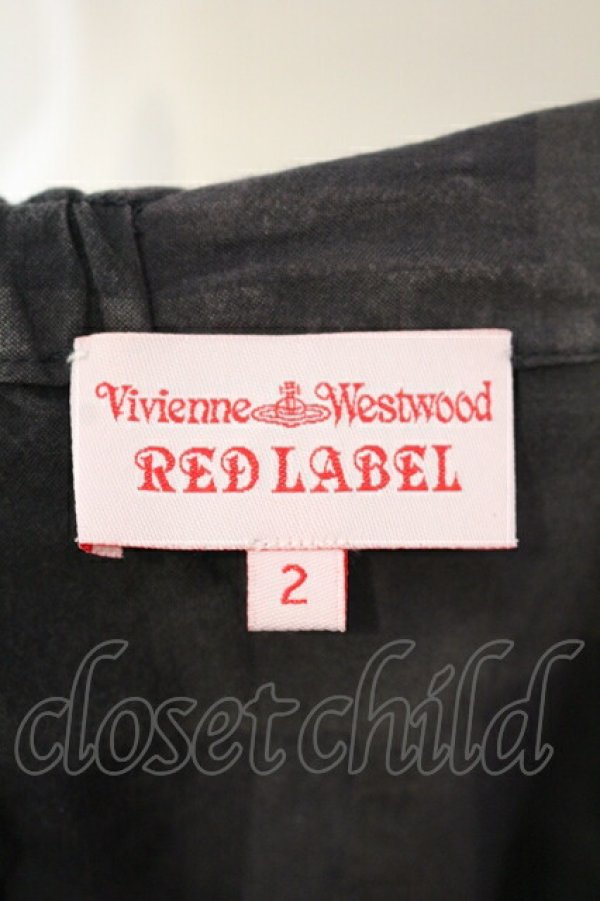 Vivienne Westwood
RED LABEL
2
closetchild